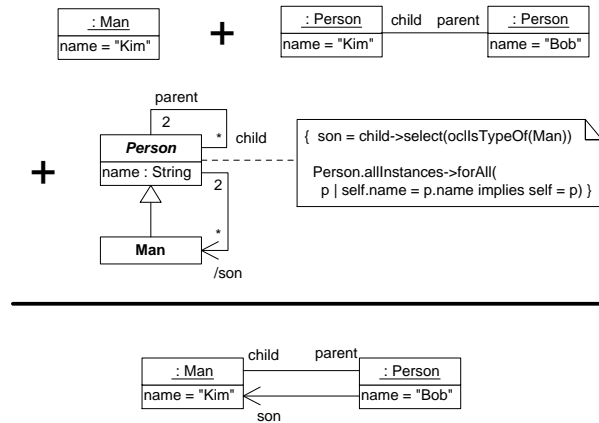 : Man
name = "Kim"
+
: Person
name = "Kim"
child
parent
: Person
name = "Bob"
+
parent
2
*
child
Person
name : String
2
*
Man
/son
{ son = child->select(oclIsTypeOf(Man))
Person.allInstances->forAll(
p | self.name = p.name implies self = p) }
: Man
name = "Kim"
child
parent
: Person
name = "Bob"
son